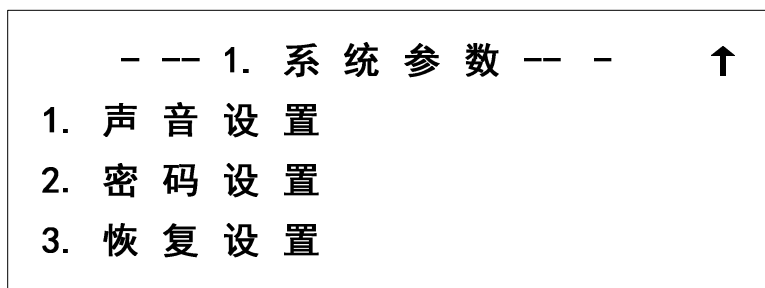 - -- 1. 系统参数 -- - ↑
1. 声音设置
2. 密码设置
3. 恢复设置